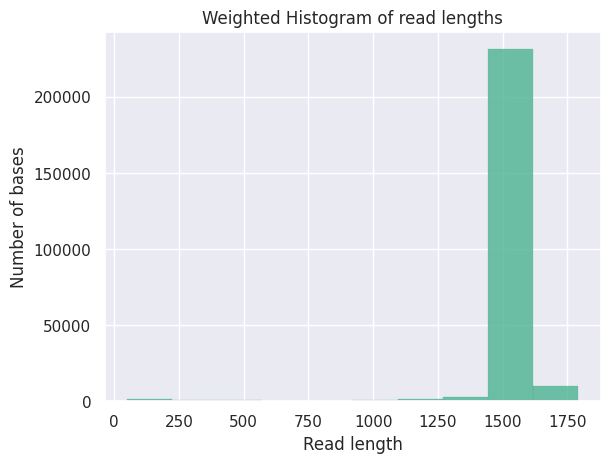 Weighted Histogram of read lengths
Number of bases
200000
150000
100000
50000
0
0 250 500 750 1000 1250 1500 1750
Read length